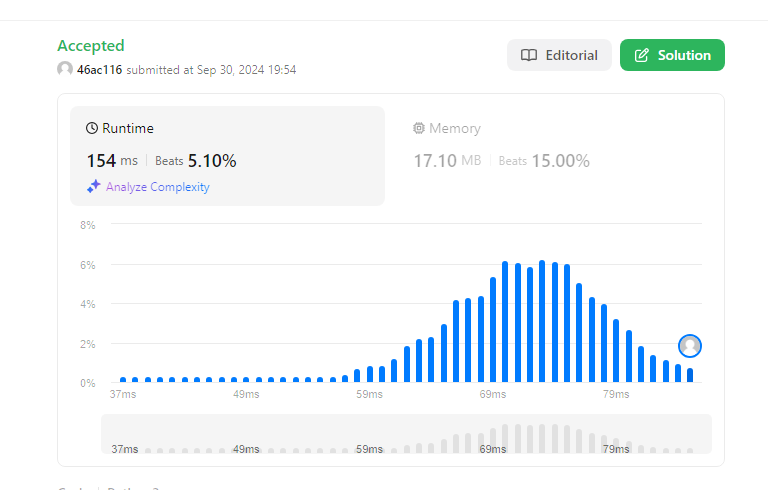 Accepted
46ac116 submitted at Sep 30, 2024 19:54
Editorial
Solution
Runtime
154 ms | Beats 5.10%
Analyze Complexity
Memory
17.10 MB | Beats 15.00%
8%
6%
4%
2%
0%
37ms 49ms 59ms 69ms 79ms
37ms 49ms 59ms 69ms 79ms